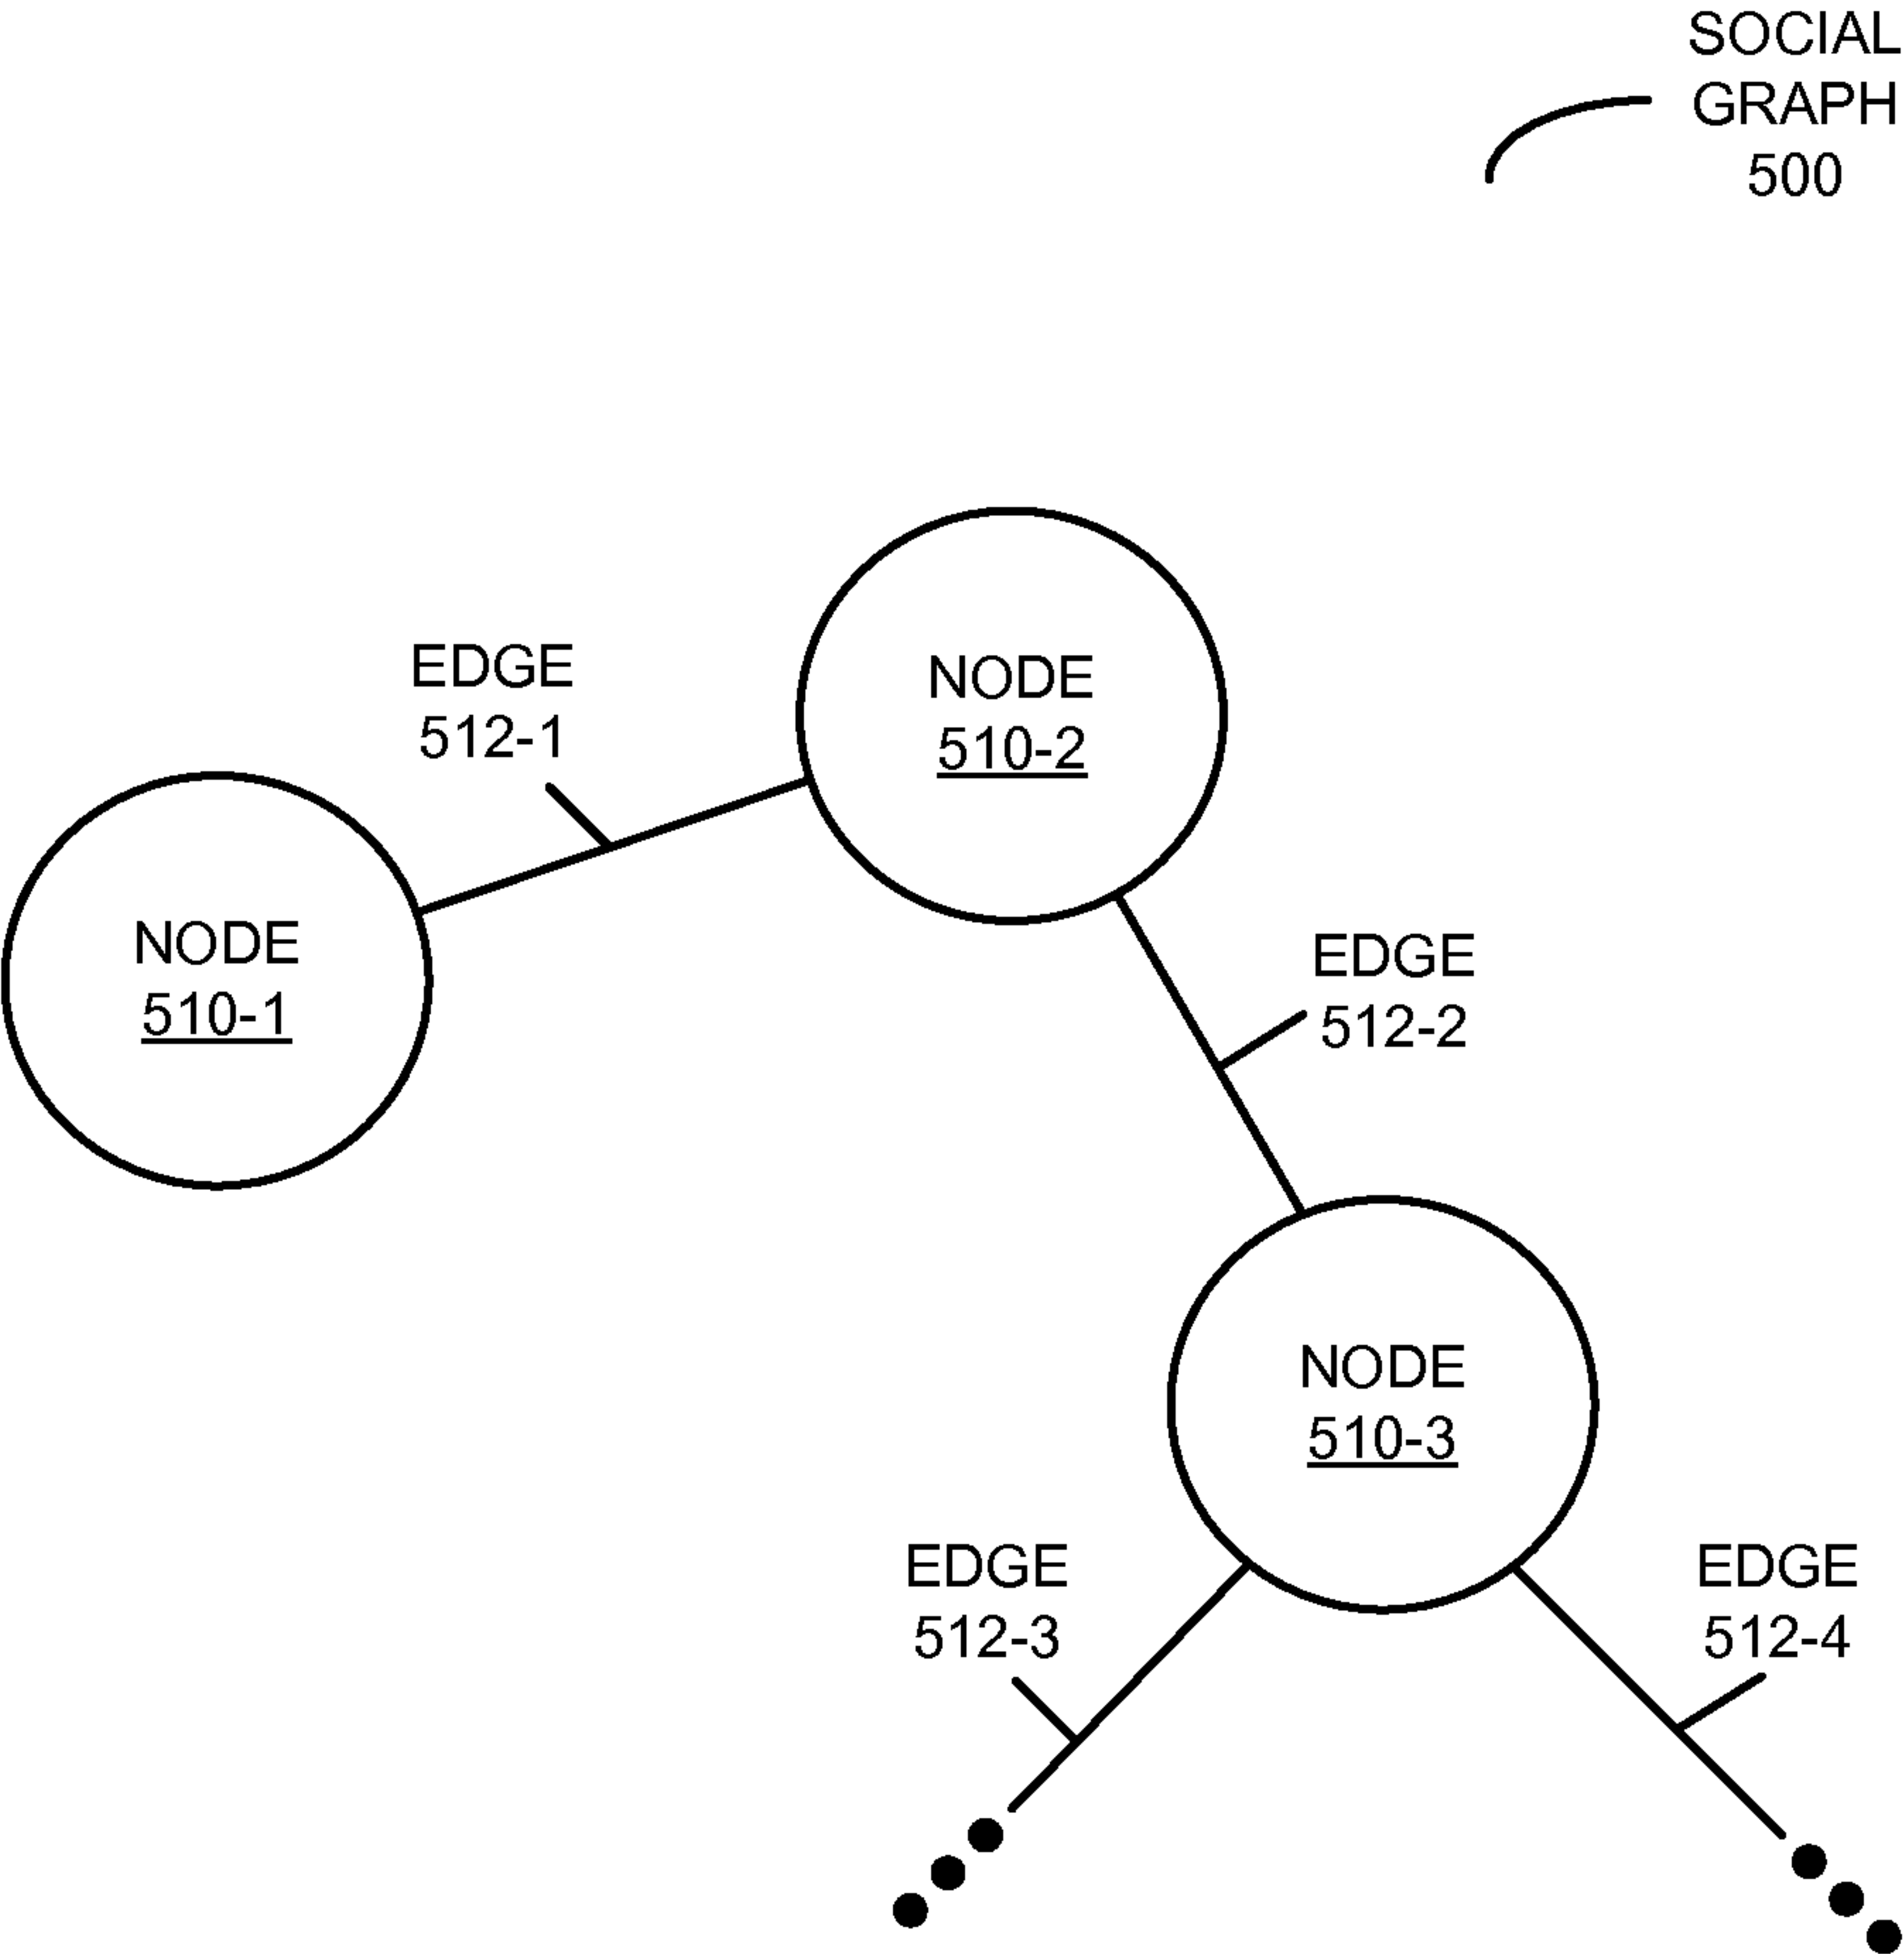 SOCIAL
GRAPH
500
EDGE
512-1
NODE
510-2
NODE
510-1
EDGE
512-2
NODE
510-3
EDGE
512-3
EDGE
512-4